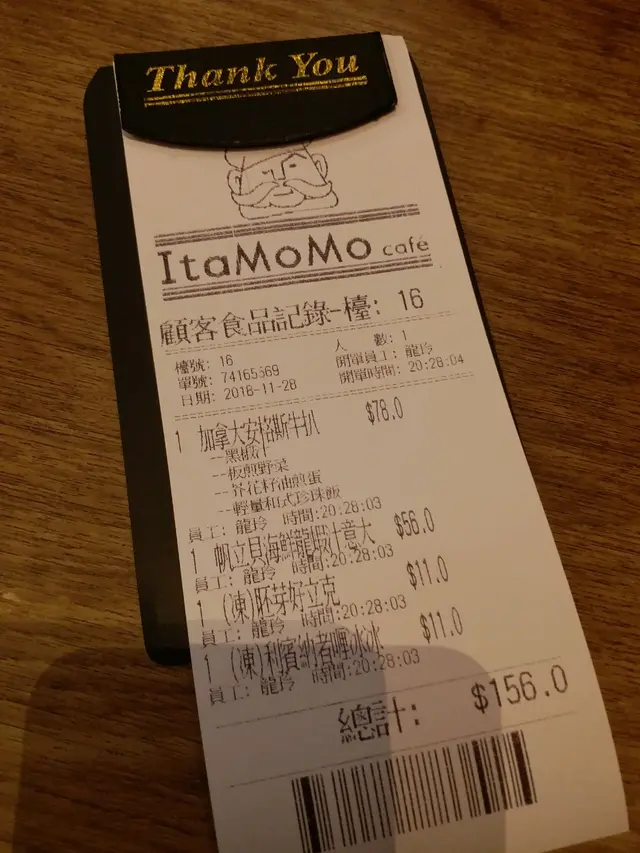 Thank You
ItaMoMo café
顧客食品記錄-檯: 16
檯號: 16 人 數: 1
單號: 74165569 開單員工: 龍玲
日期: 2018-11-28 開單時間: 20:28:04
1 加拿大安格斯牛扒 $78.0
--黑椒汁
--板煎野菜
--芥花籽油煎蛋
--輕量和式珍珠飯
員工: 龍玲 時間:20:28:03
1 帆立貝海鮮龍蝦汁意大 $56.0
員工: 龍玲 時間:20:28:03
1 (凍)胚芽好立克 $11.0
員工: 龍玲 時間:20:28:03
1 (凍)利賓納者喱冰冰 $11.0
員工: 龍玲 時間:20:28:03
總計: $156.0